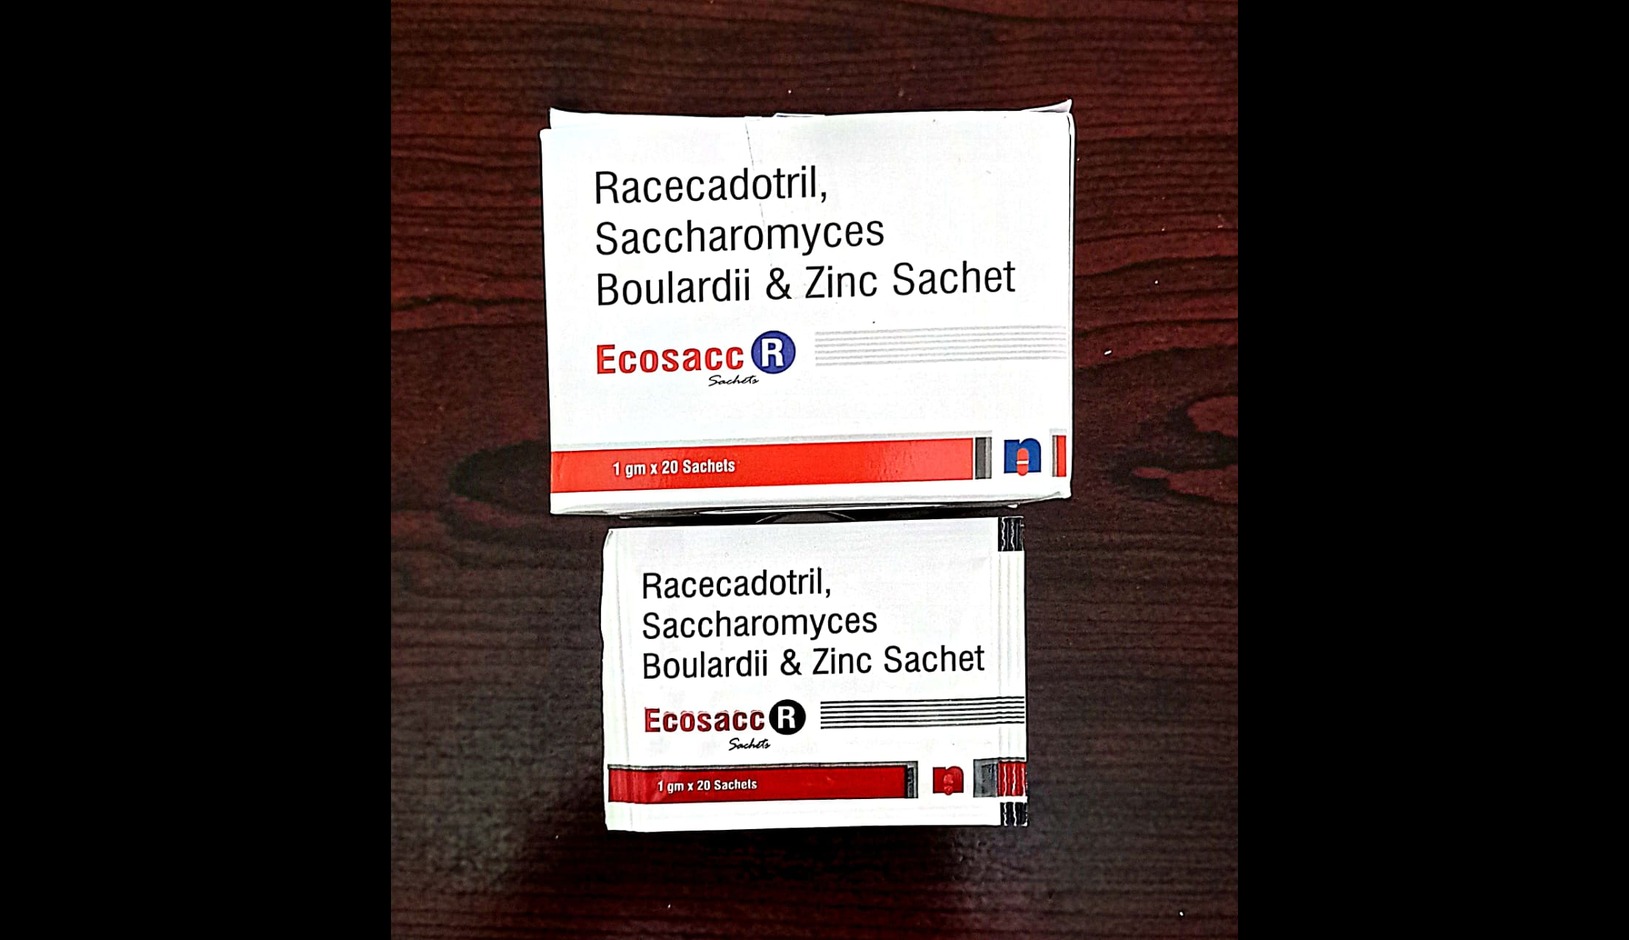 Racecadotril,
Saccharomyces
Boulardii & Zinc Sachet
Ecosacc R
Sachets
1 gm x 20 Sachets
n
Racecadotril,
Saccharomyces
Boulardii & Zinc Sachet
Ecosacc R
Sachets
1 gm x 20 Sachets
n